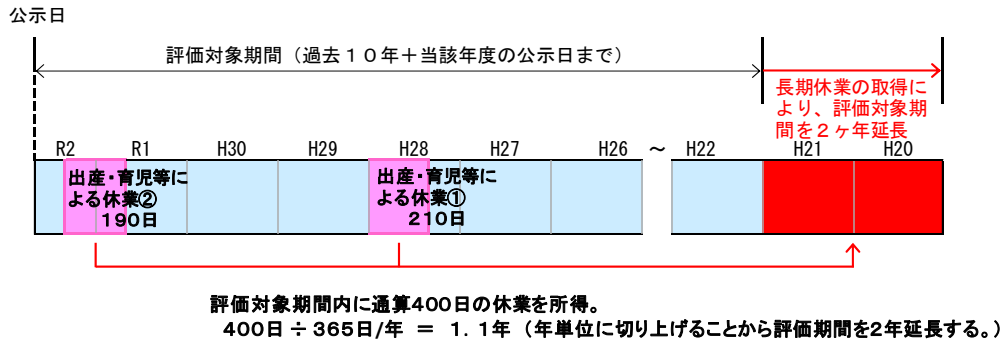 公示日
評価対象期間（過去１０年＋当該年度の公示日まで）
長期休業の取得に
より、評価対象期
間を２ヶ年延長
R2 R1 H30 H29 H28 H27 H26 ～ H22 H21 H20
出産・育児等に
よる休業②
190日
出産・育児等に
よる休業①
210日
評価対象期間内に通算400日の休業を所得。
400日 ÷ 365日/年 ＝ 1.1年（年単位に切り上げることから評価期間を2年延長する。）